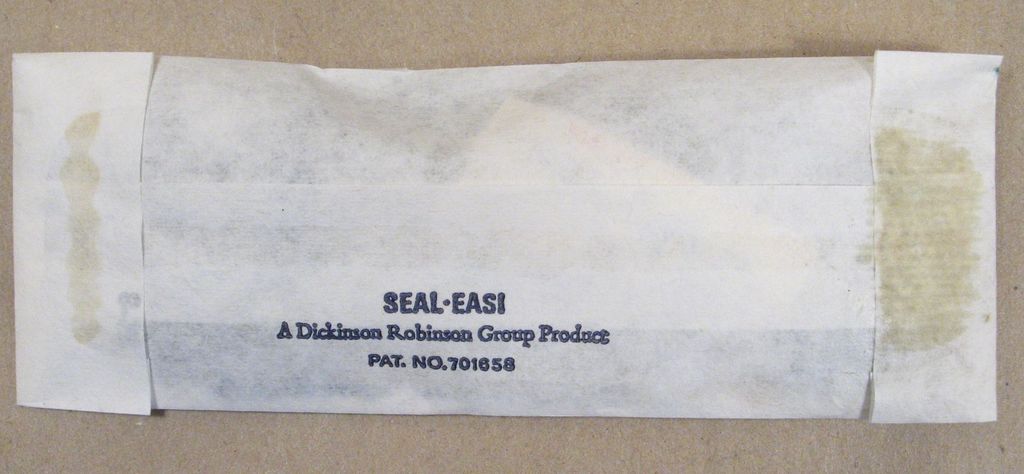 SEAL·EASI
A Dickinson Robinson Group Product
PAT. NO.701658